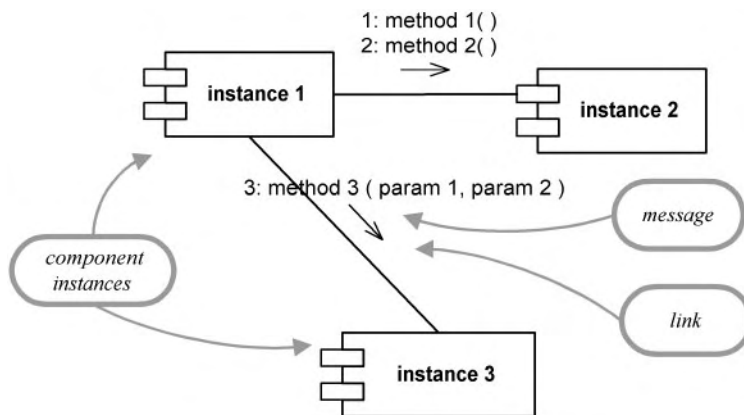 1: method 1( )
2: method 2( )
instance 1
instance 2
3: method 3 ( param 1, param 2 )
message
component
instances
link
instance 3